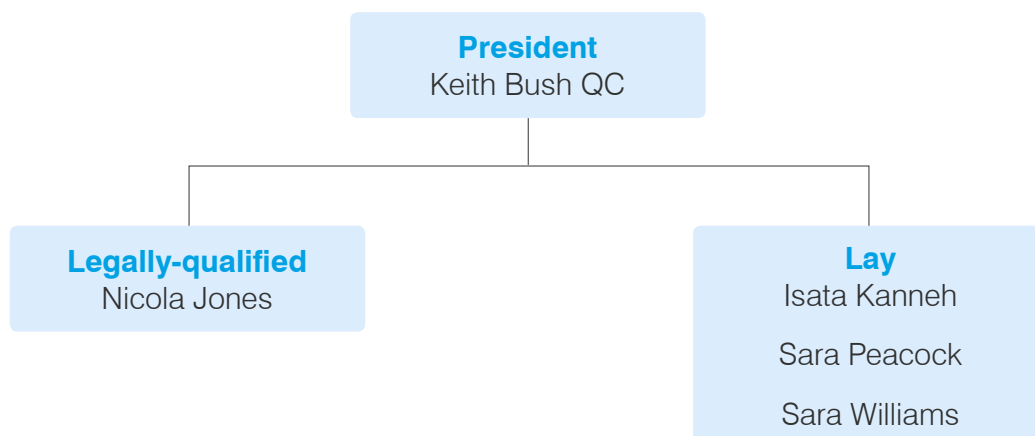 President
Keith Bush QC
Legally-qualified
Nicola Jones
Lay
Isata Kanneh
Sara Peacock
Sara Williams